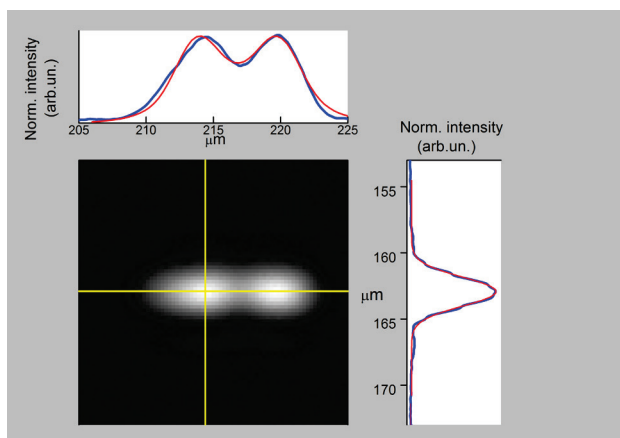 Norm. intensity
(arb.un.)
205 210 215 220 225
μm
Norm. intensity
(arb.un.)
155
160
μm
165
170